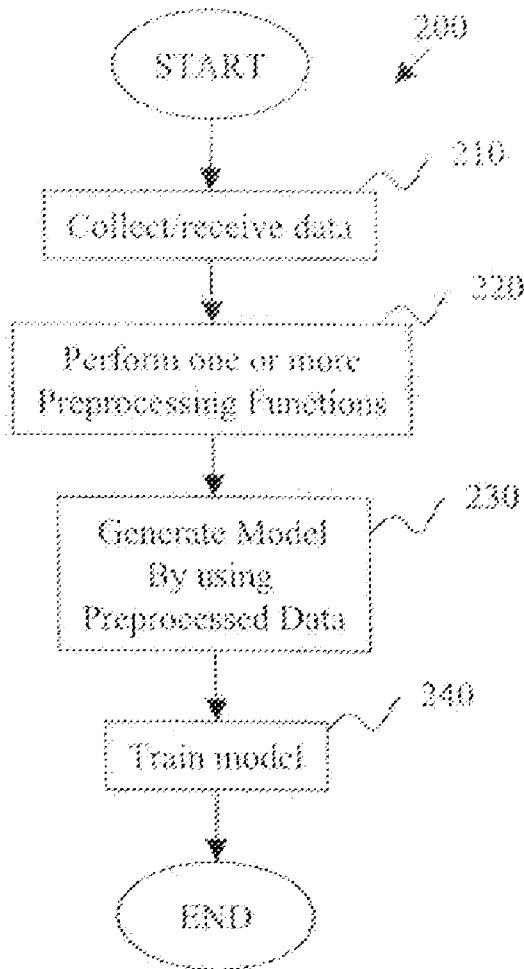 START
200
210
Collect/receive data
220
Perform one or more
Preprocessing Functions
230
Generate Model
By using
Preprocessed Data
240
Train model
END